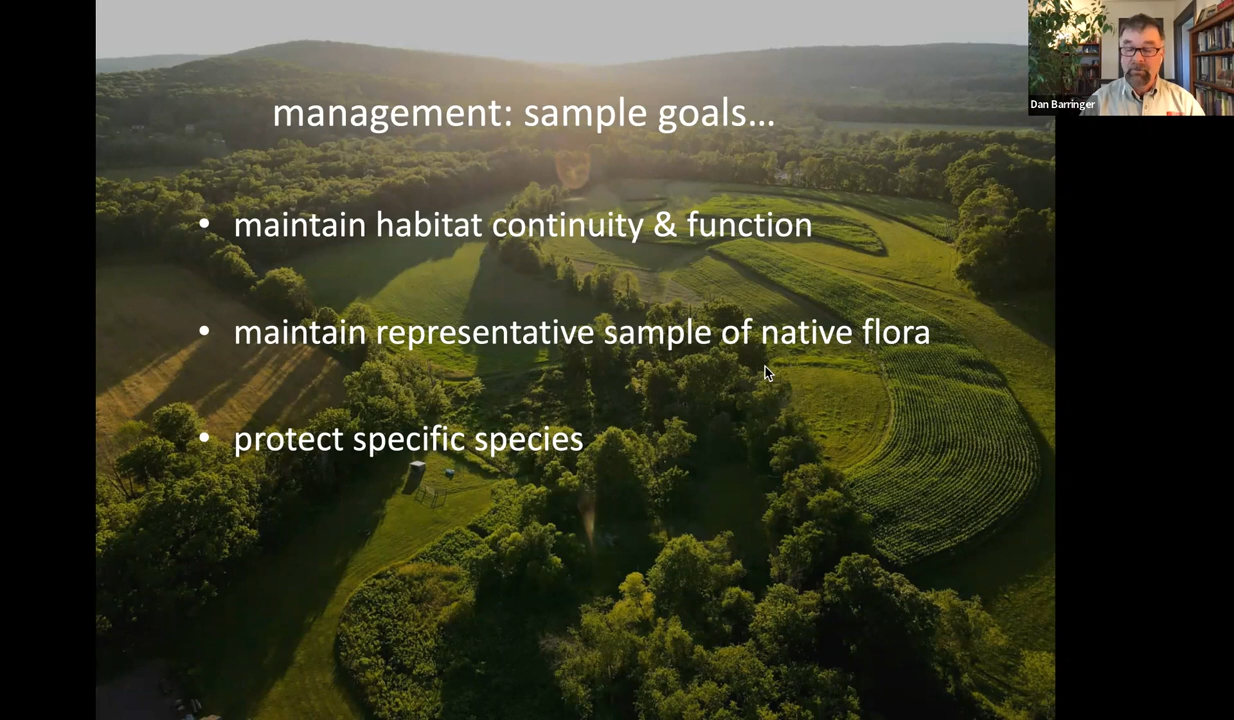 management: sample goals…
• maintain habitat continuity & function
• maintain representative sample of native flora
• protect specific species
Dan Barringer